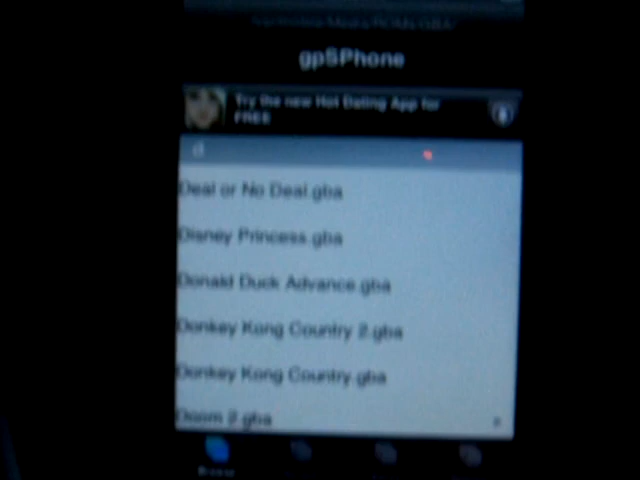 gpSPhone
Try the new Hot Dating App for
FREE
d
Deal or No Deal.gba
Disney Princess.gba
Donald Duck Advance.gba
Donkey Kong Country 2.gba
Donkey Kong Country.gba
Doom 2.gba
Browse